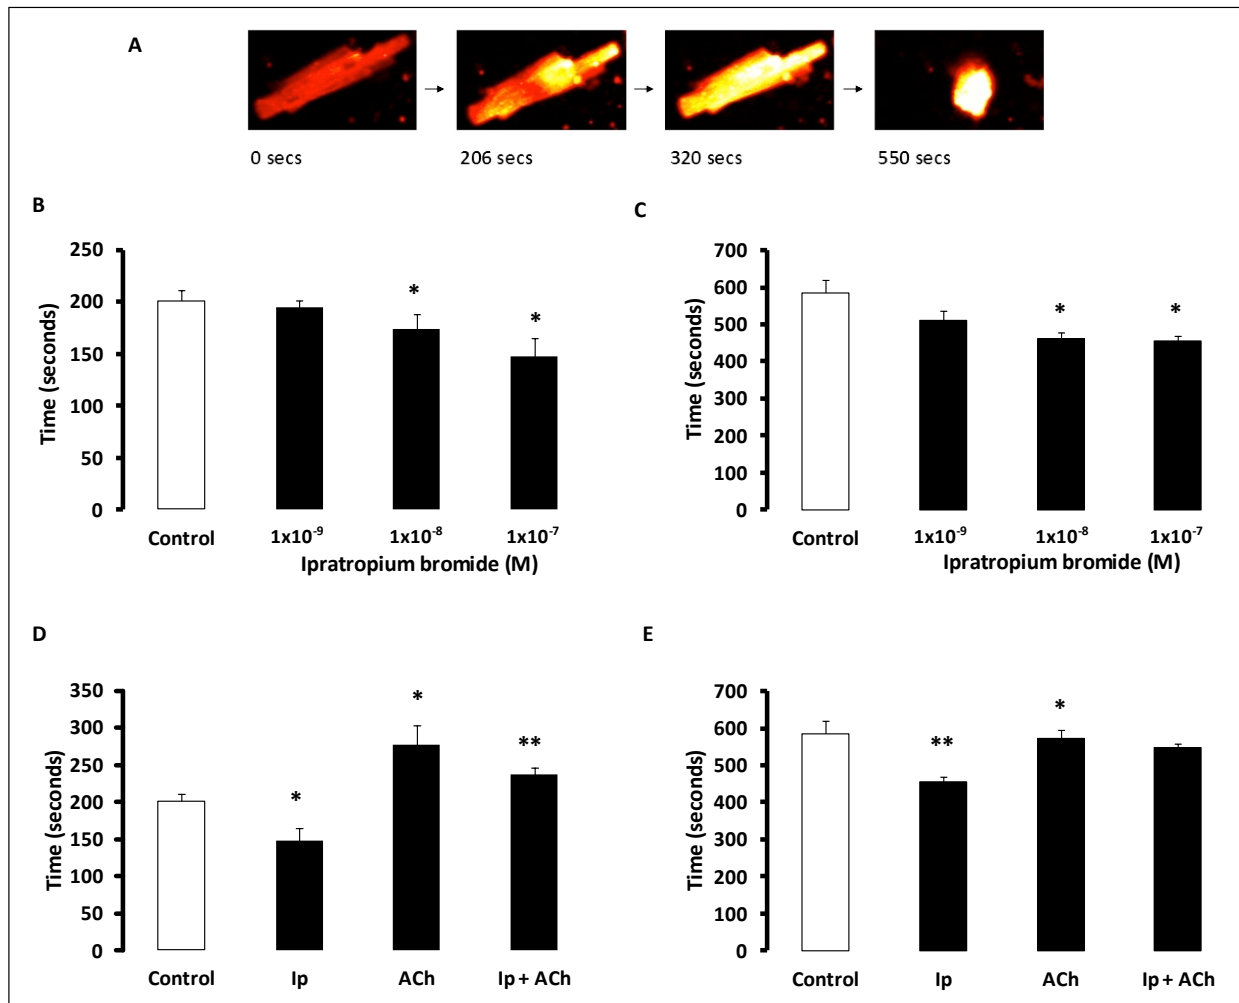 A
0 secs 206 secs 320 secs 550 secs
B
Time (seconds)
250
200
150
100
50
0
*
*
Control 1x10⁻⁹ 1x10⁻⁸ 1x10⁻⁷
Ipratropium bromide (M)
C
Time (seconds)
700
600
500
400
300
200
100
0
*
*
Control 1x10⁻⁹ 1x10⁻⁸ 1x10⁻⁷
Ipratropium bromide (M)
D
Time (seconds)
350
300
250
200
150
100
50
0
*
*
**
Control Ip ACh Ip + ACh
E
Time (seconds)
700
600
500
400
300
200
100
0
**
*
Control Ip ACh Ip + ACh